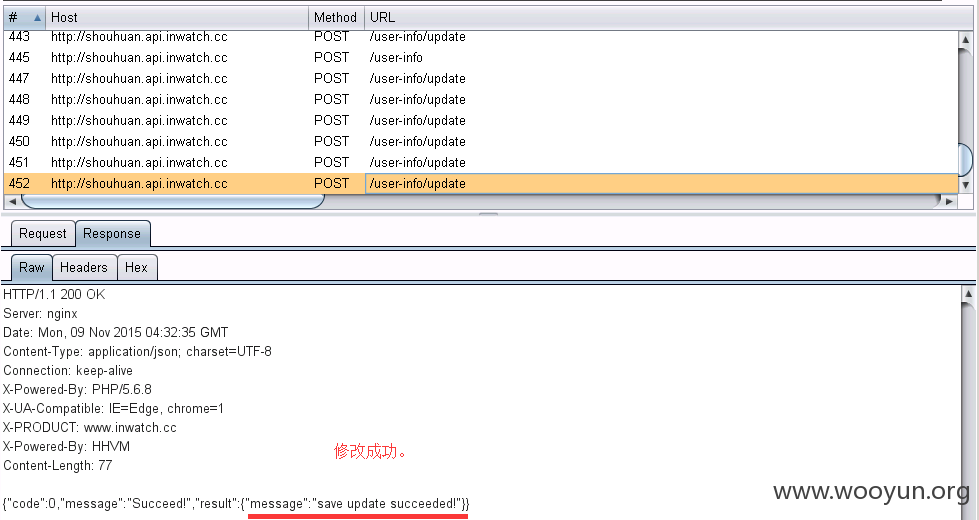 # Host Method URL
443 http://shouhuan.api.inwatch.cc POST /user-info/update
445 http://shouhuan.api.inwatch.cc POST /user-info
447 http://shouhuan.api.inwatch.cc POST /user-info/update
448 http://shouhuan.api.inwatch.cc POST /user-info/update
449 http://shouhuan.api.inwatch.cc POST /user-info/update
450 http://shouhuan.api.inwatch.cc POST /user-info/update
451 http://shouhuan.api.inwatch.cc POST /user-info/update
452 http://shouhuan.api.inwatch.cc POST /user-info/update
Request Response
Raw Headers Hex
HTTP/1.1 200 OK
Server: nginx
Date: Mon, 09 Nov 2015 04:32:35 GMT
Content-Type: application/json; charset=UTF-8
Connection: keep-alive
X-Powered-By: PHP/5.6.8
X-UA-Compatible: IE=Edge, chrome=1
X-PRODUCT: www.inwatch.cc
X-Powered-By: HHVM
修改成功。
Content-Length: 77
www.wooyun.org
{"code":0,"message":"Succeed!","result":{"message":"save update succeeded!"}}